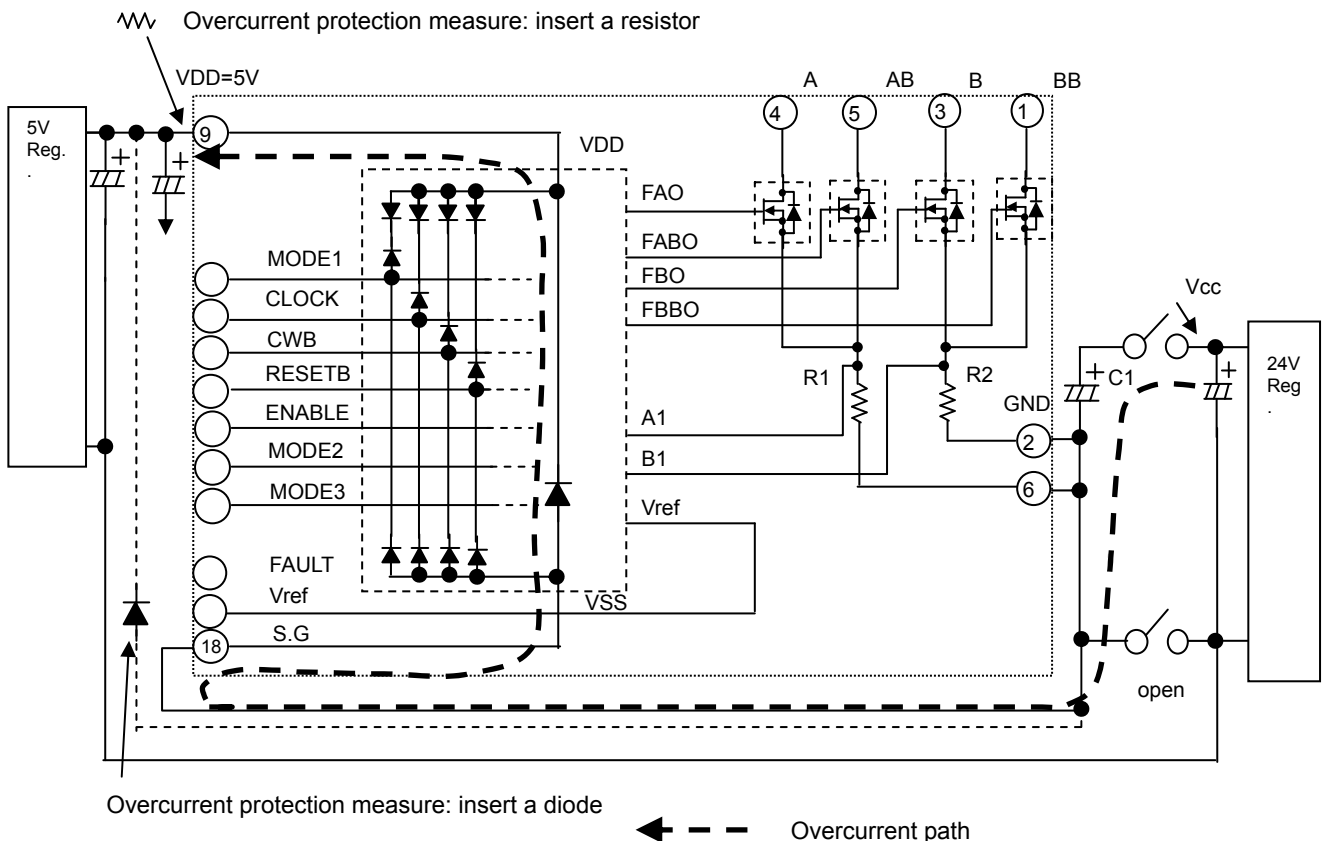 Overcurrent protection measure: insert a resistor
VDD=5V
A
AB
B
BB
5V
Reg.
.
+
+
9
4
5
3
1
VDD
FAO
FABO
FBO
FBBO
MODE1
CLOCK
CWB
RESETB
ENABLE
MODE2
MODE3
FAULT
Vref
S.G
18
VSS
A1
B1
Vref
R1
R2
GND
2
6
Vcc
+
C1
+
24V
Reg
.
open
Overcurrent protection measure: insert a diode
Overcurrent path